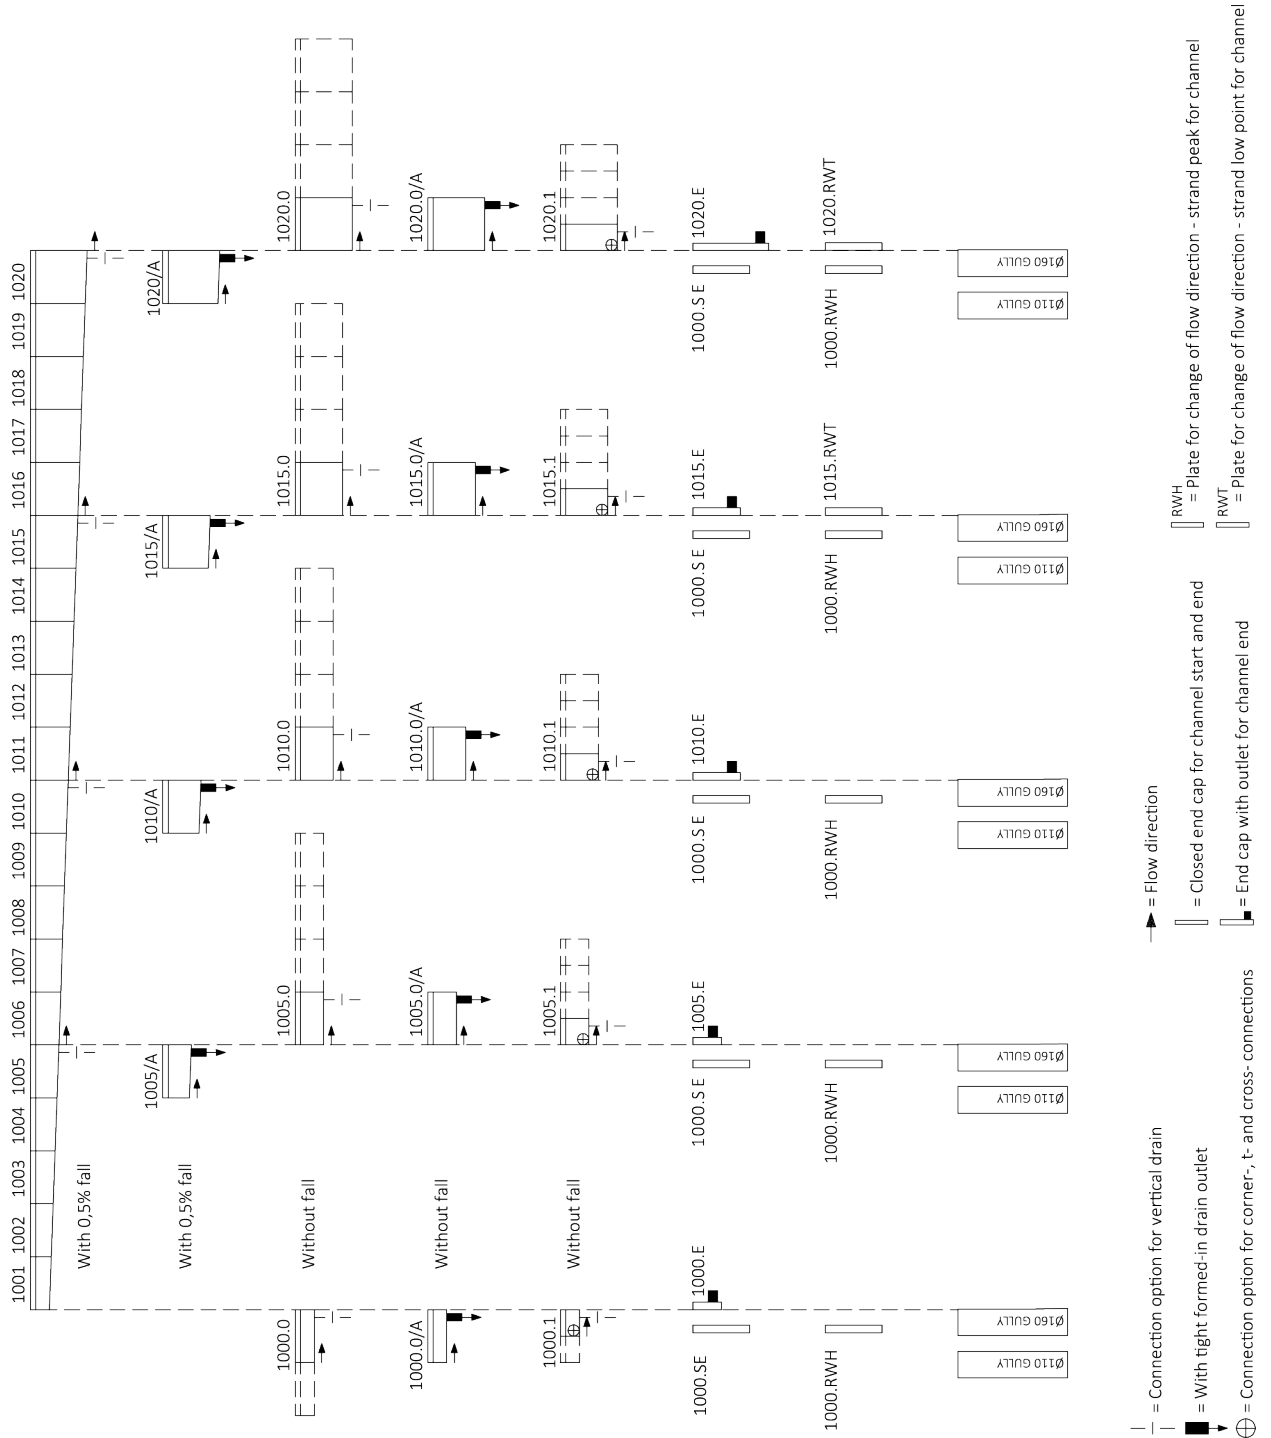 1001 1002 1003 1004 1005 1006 1007 1008 1009 1010 1011 1012 1013 1014 1015 1016 1017 1018 1019 1020
With 0,5% fall
With 0,5% fall
1005/A 1010/A 1015/A 1020/A
1000.0
Without fall
1005.0 1010.0 1015.0 1020.0
1000.0/A
Without fall
1005.0/A 1010.0/A 1015.0/A 1020.0/A
1000.1
Without fall
1005.1 1010.1 1015.1 1020.1
1000.E 1005.E 1010.E 1015.E 1020.E
1000.SE 1000.SE 1000.SE 1000.SE 1000.SE
1015.RWT 1020.RWT
1000.RWH 1000.RWH 1000.RWH 1000.RWH 1000.RWH
Ø110 GULLY Ø160 GULLY Ø110 GULLY Ø160 GULLY Ø110 GULLY Ø160 GULLY Ø110 GULLY Ø160 GULLY Ø110 GULLY Ø160 GULLY
= Connection option for vertical drain
= With tight formed-in drain outlet
= Connection option for corner-, t- and cross- connections
= Flow direction
= Closed end cap for channel start and end
= End cap with outlet for channel end
RWH
= Plate for change of flow direction - strand peak for channel
RWT
= Plate for change of flow direction - strand low point for channel